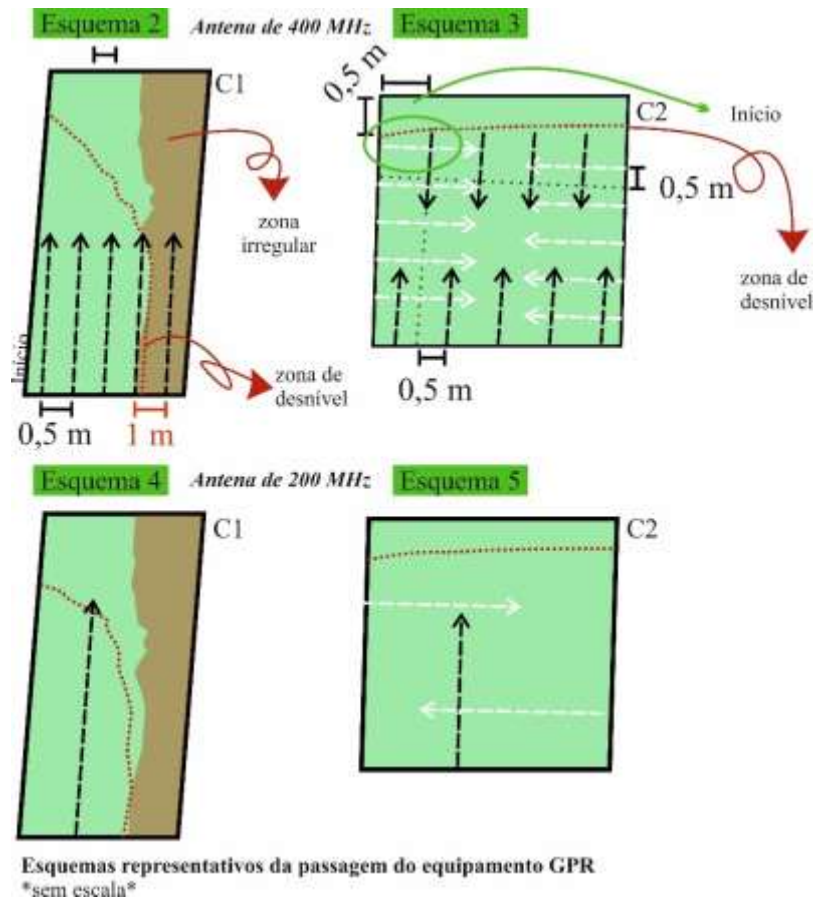 Esquema 2
Antena de 400 MHz
Esquema 3
C1
0,5 m
C2
Início
zona
irregular
0,5 m
zona de
desnível
Início
zona de
desnível
0,5 m
1 m
0,5 m
Esquema 4
Antena de 200 MHz
Esquema 5
C1
C2
Esquemas representativos da passagem do equipamento GPR
*sem escala*